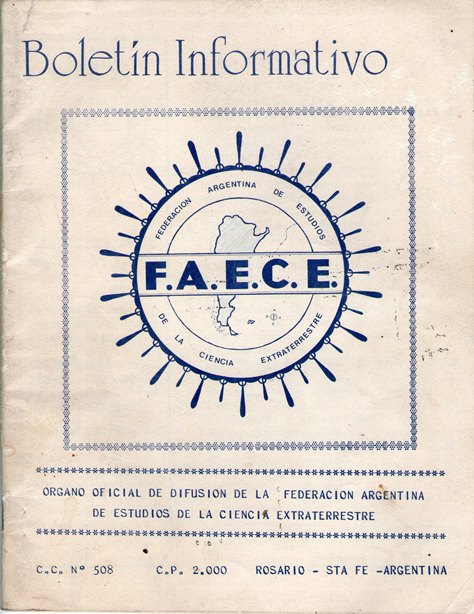 Boletín Informativo
FEDERACION ARGENTINA DE ESTUDIOS
F.A.E.C.E.
DE LA CIENCIA EXTRATERRESTRE
ORGANO OFICIAL DE DIFUSION DE LA FEDERACION ARGENTINA
DE ESTUDIOS DE LA CIENCIA EXTRATERRESTRE
C.C. Nº 508 C.P. 2.000 ROSARIO - STA FE -ARGENTINA